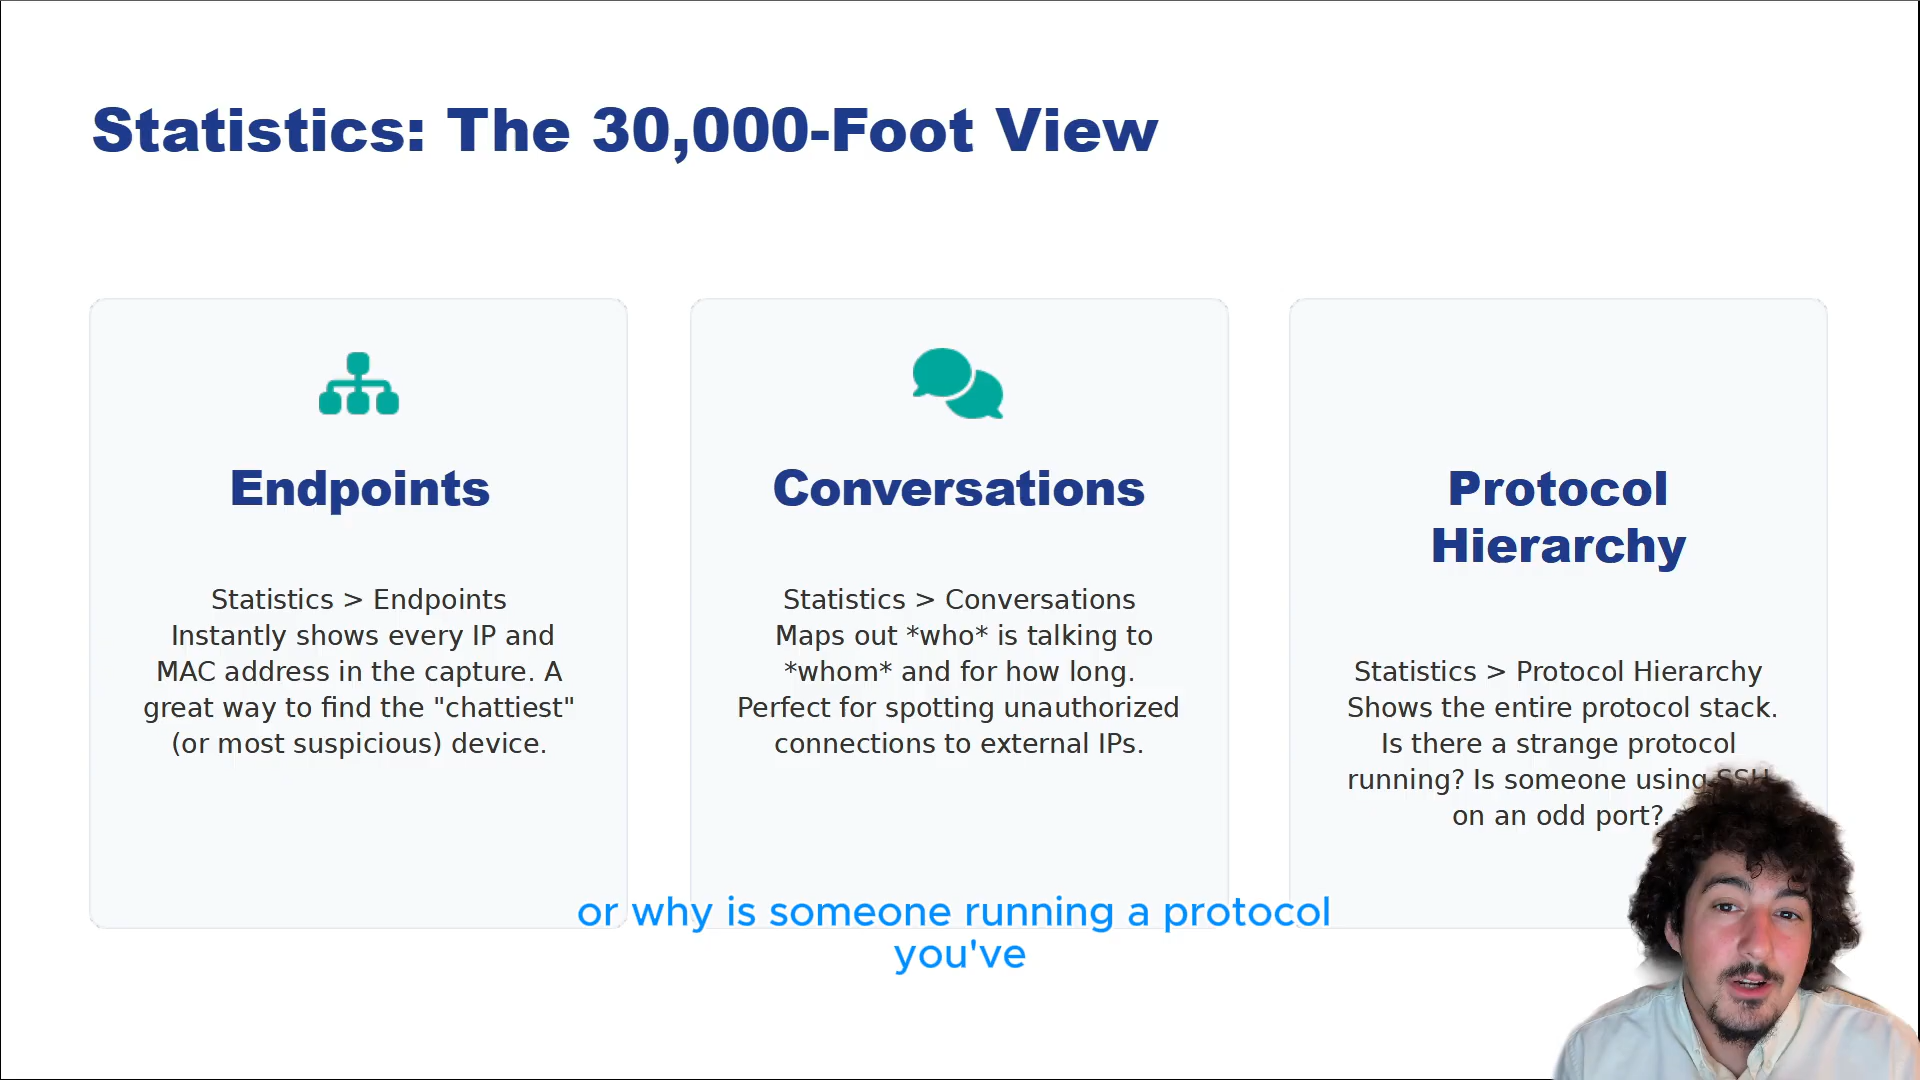 Statistics: The 30,000-Foot View
Endpoints
Statistics > Endpoints
Instantly shows every IP and
MAC address in the capture. A
great way to find the "chattiest"
(or most suspicious) device.
Conversations
Statistics > Conversations
Maps out *who* is talking to
*whom* and for how long.
Perfect for spotting unauthorized
connections to external IPs.
Protocol
Hierarchy
Statistics > Protocol Hierarchy
Shows the entire protocol stack.
Is there a strange protocol
running? Is someone using SSH
on an odd port?
or why is someone running a protocol
you've